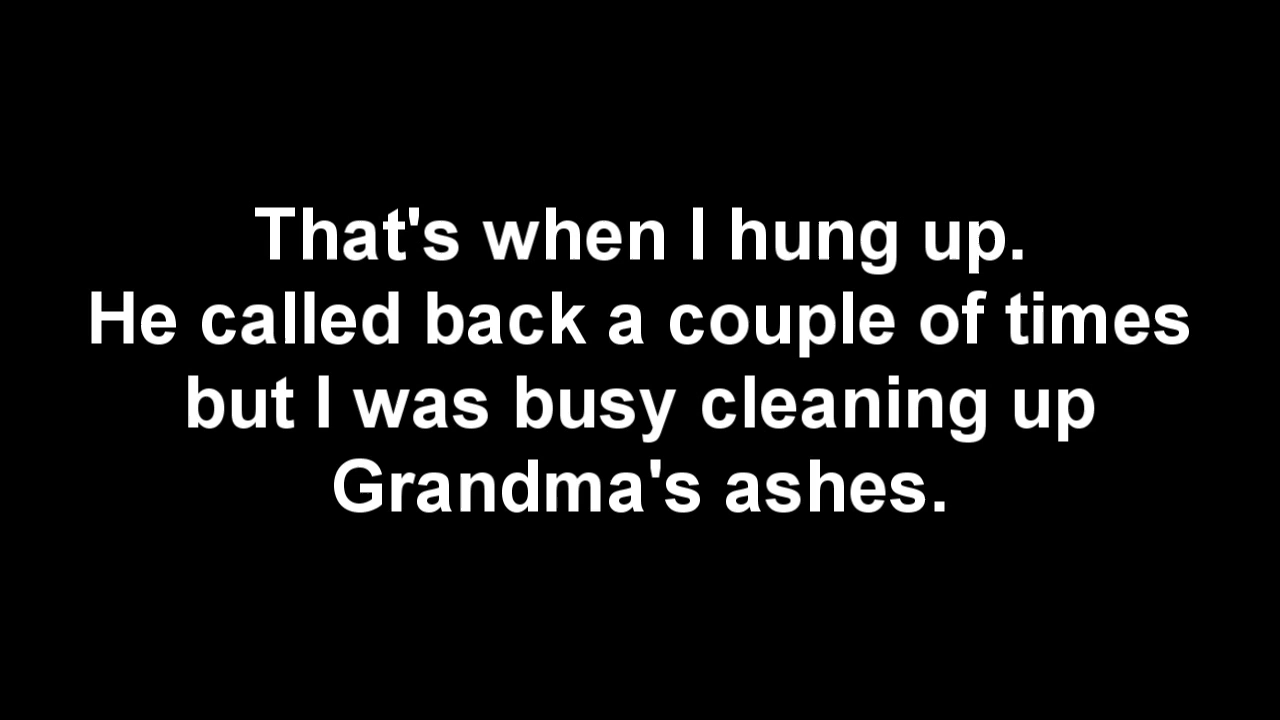 That's when I hung up.
He called back a couple of times
but I was busy cleaning up
Grandma's ashes.